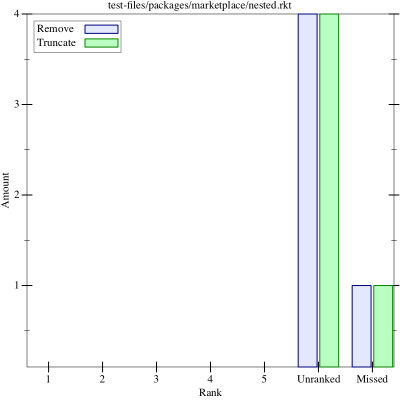 test-files/packages/marketplace/nested.rkt
Remove
Truncate
4
3
2
1
Amount
1 2 3 4 5 Unranked Missed
Rank